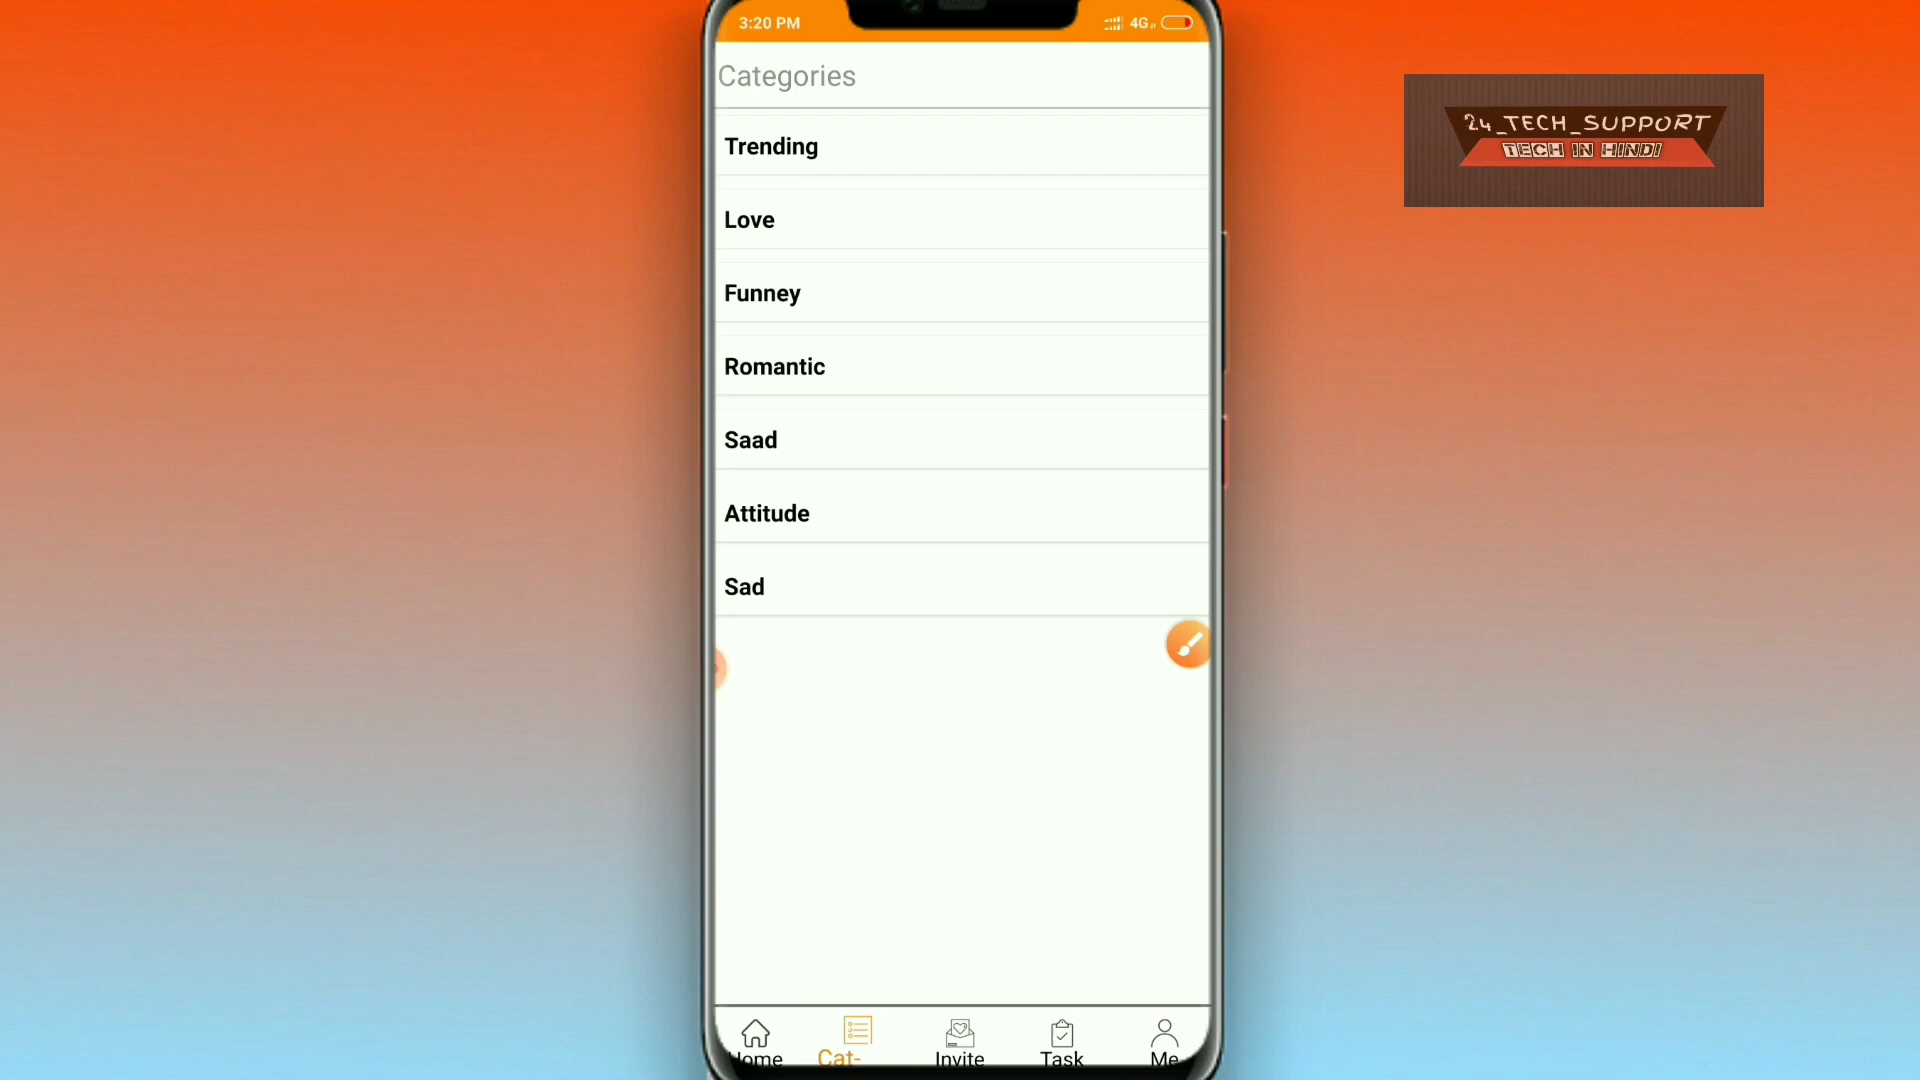 3:20 PM
4G
Categories
Trending
Love
Funney
Romantic
Saad
Attitude
Sad
Home
Cat-
Invite
Task
Me
24_TECH_SUPPORT
TECH IN HINDI